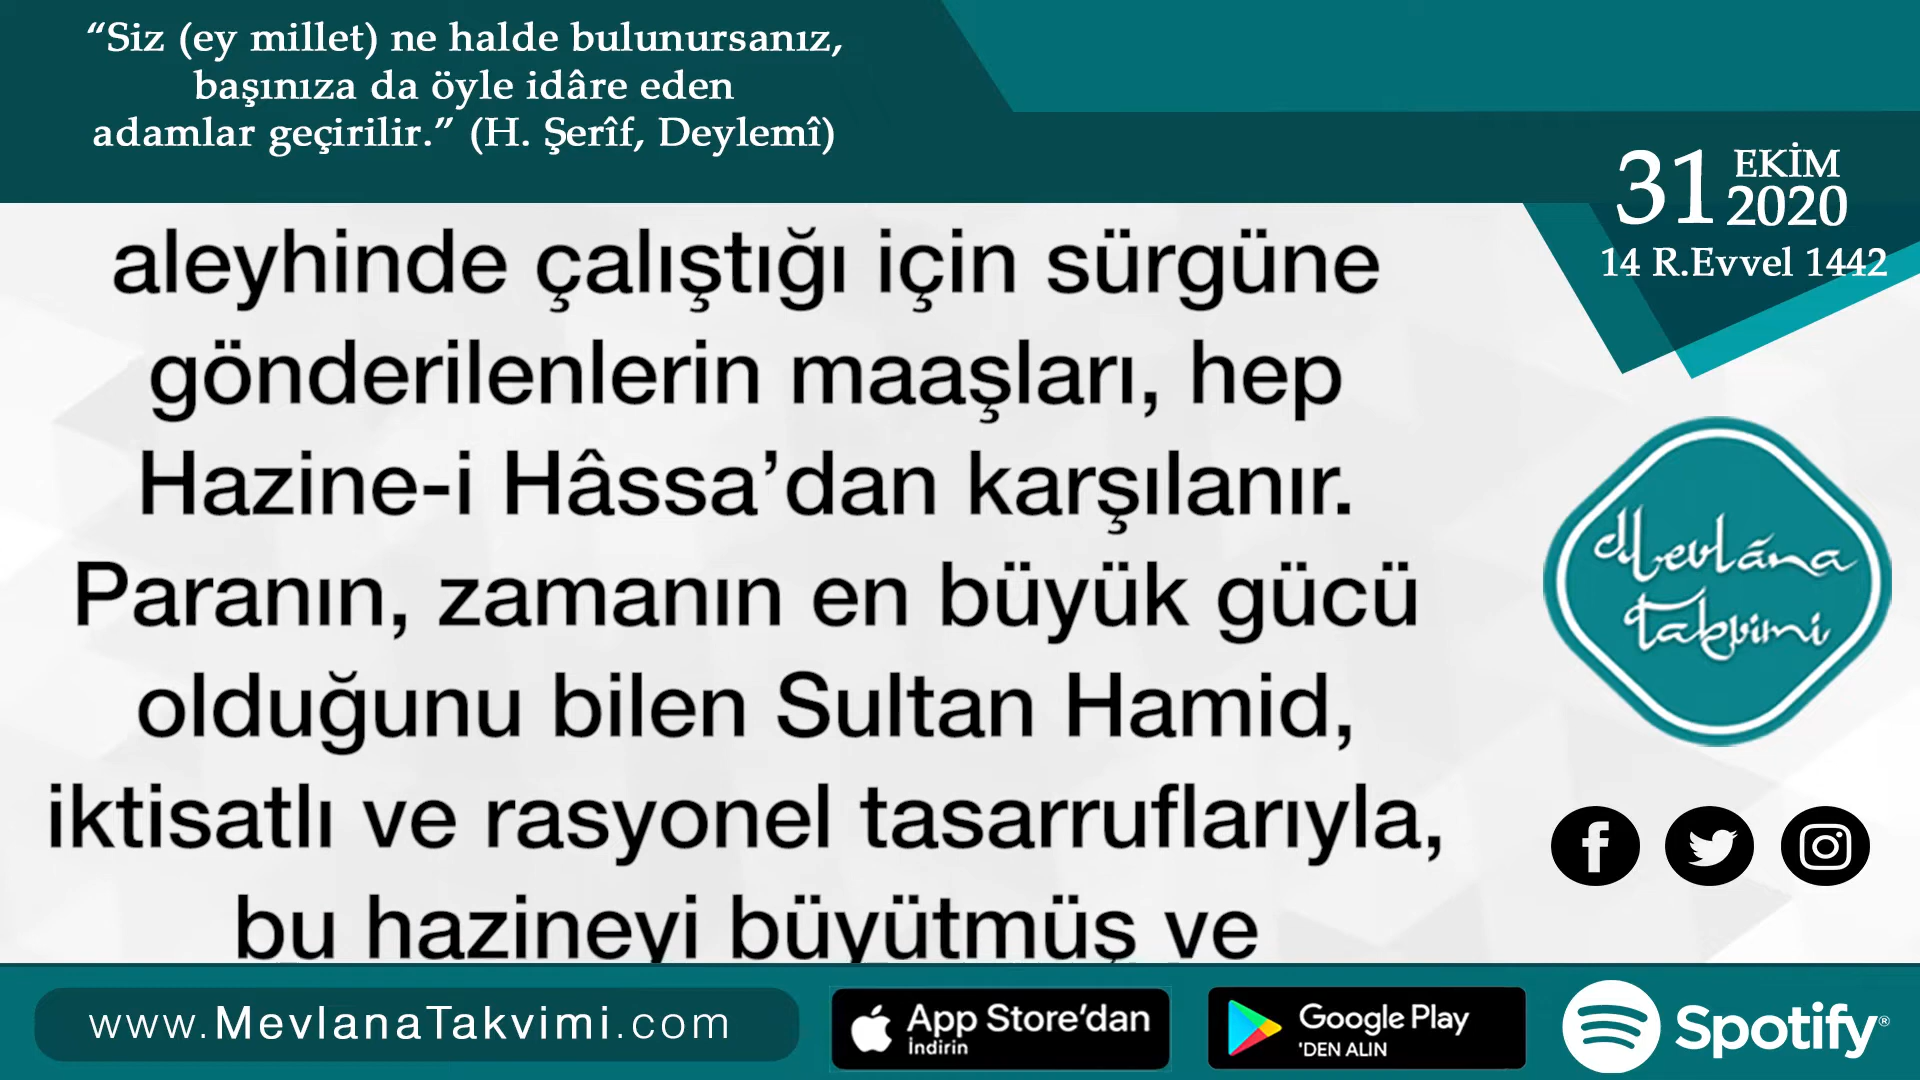 “Siz (ey millet) ne halde bulunursanız,
başınıza da öyle idâre eden
adamlar geçirilir.” (H. Şerîf, Deylemî)
31 EKİM
2020
14 R.Evvel 1442
aleyhinde çalıştığı için sürgüne
gönderilenlerin maaşları, hep
Hazine-i Hâssa’dan karşılanır.
Paranın, zamanın en büyük gücü
olduğunu bilen Sultan Hamid,
iktisatlı ve rasyonel tasarruflarıyla,
bu hazineyi büyütmüş ve
Mevlâna
Takvimi
www.MevlanaTakvimi.com
App Store’dan
İndirin
Google Play
'DEN ALIN
Spotify®